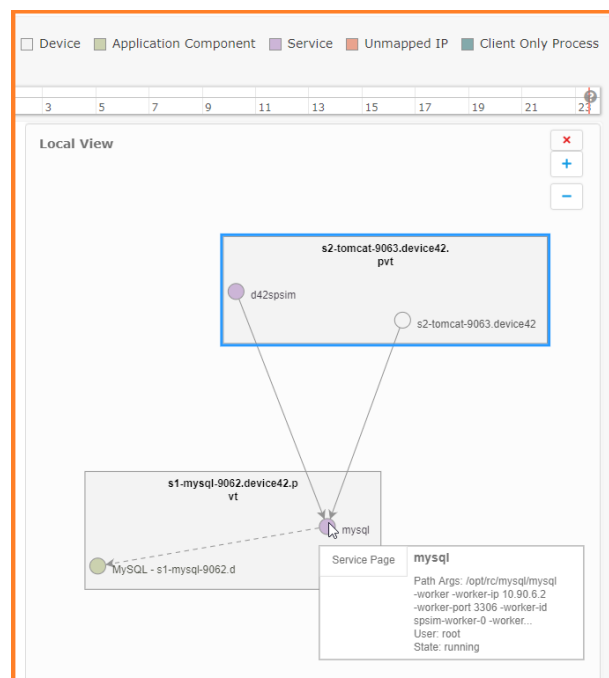 Device Application Component Service Unmapped IP Client Only Process
3 5 7 9 11 13 15 17 19 21 23
?
Local View
×
+
−
s2-tomcat-9063.device42.
pvt
d42spsim
s2-tomcat-9063.device42
s1-mysql-9062.device42.p
vt
mysql
MySQL - s1-mysql-9062.d
Service Page
mysql
Path Args: /opt/rc/mysql/mysql
-worker -worker-ip 10.90.6.2
-worker-port 3306 -worker-id
spsim-worker-0 -worker...
User: root
State: running